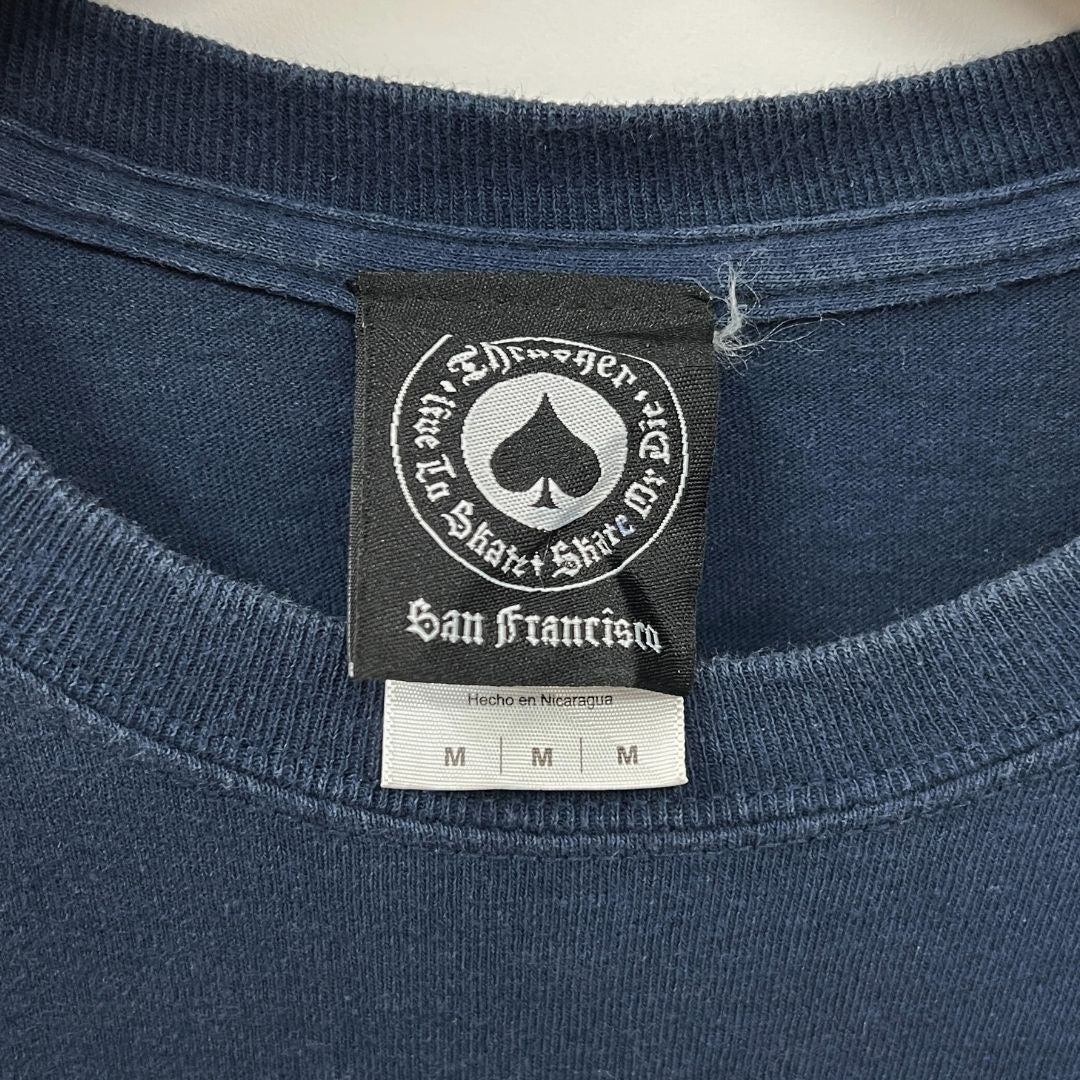 Thrasher
Live To Skate + Skate Or Die
San Francisco
Hecho en Nicaragua
M | M | M